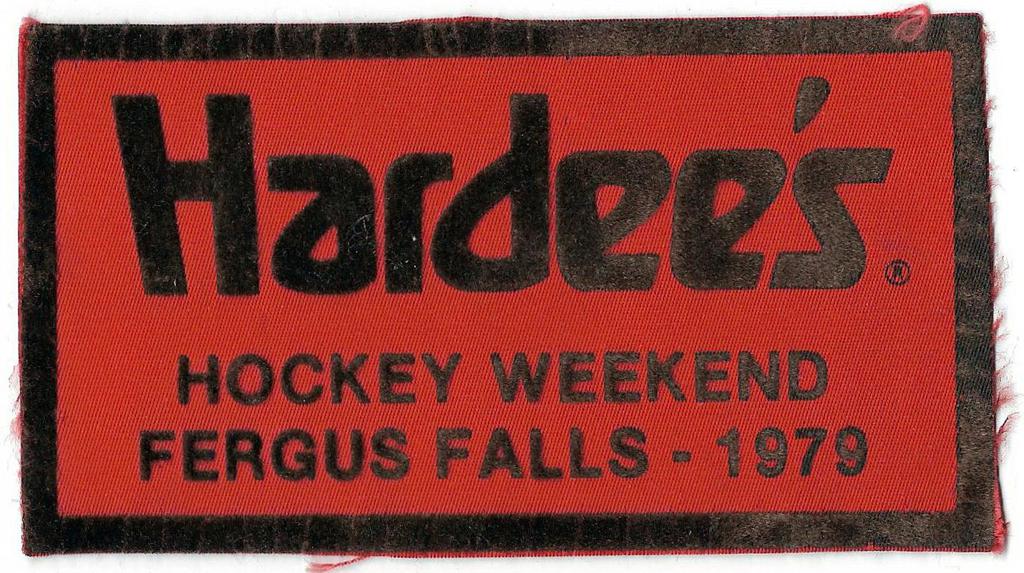 Hardee's®
HOCKEY WEEKEND
FERGUS FALLS - 1979